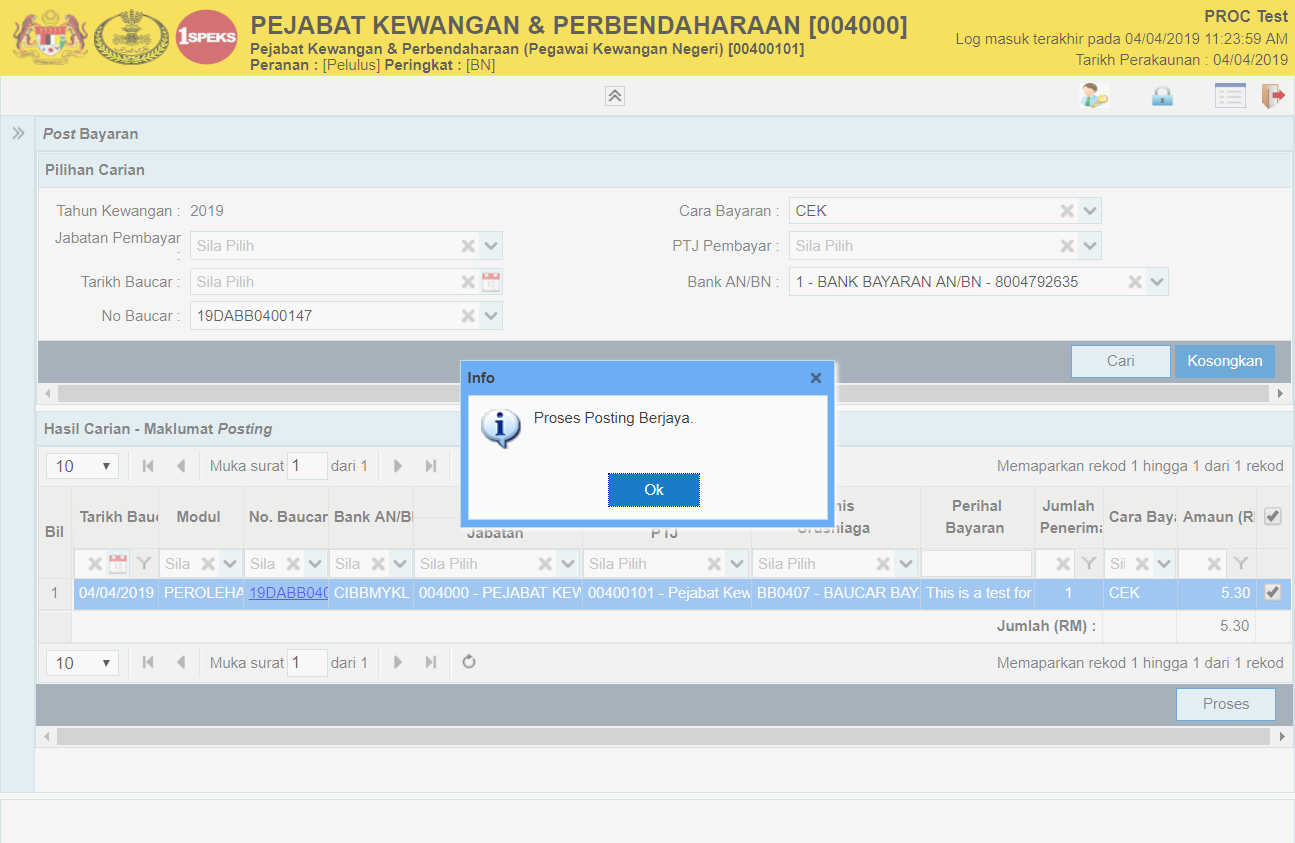 1SPEKS
PEJABAT KEWANGAN & PERBENDAHARAAN [004000]
Pejabat Kewangan & Perbendaharaan (Pegawai Kewangan Negeri) [00400101]
Peranan : [Pelulus] Peringkat : [BN]
PROC Test
Log masuk terakhir pada 04/04/2019 11:23:59 AM
Tarikh Perakaunan : 04/04/2019
Post Bayaran
Pilihan Carian
Tahun Kewangan : 2019
Cara Bayaran : CEK
Jabatan Pembayar : Sila Pilih
PTJ Pembayar : Sila Pilih
Tarikh Baucar : Sila Pilih
Bank AN/BN : 1 - BANK BAYARAN AN/BN - 8004792635
No Baucar : 19DABB0400147
Cari Kosongkan
Info
Proses Posting Berjaya.
Ok
Hasil Carian - Maklumat Posting
10 Muka surat 1 dari 1 Memaparkan rekod 1 hingga 1 dari 1 rekod
Bil Tarikh Bauc Modul No. Baucar Bank AN/B Jabatan PTJ Perihal Bayaran Jumlah Penerima Cara Baya Amaun (R
Sila Sila Sila Sila Pilih Sila Pilih Sila Pilih Sil
1 04/04/2019 PEROLEHA 19DABB040 CIBBMYKL 004000 - PEJABAT KEW 00400101 - Pejabat Kew BB0407 - BAUCAR BAY This is a test for 1 CEK 5.30
Jumlah (RM) : 5.30
10 Muka surat 1 dari 1 Memaparkan rekod 1 hingga 1 dari 1 rekod
Proses